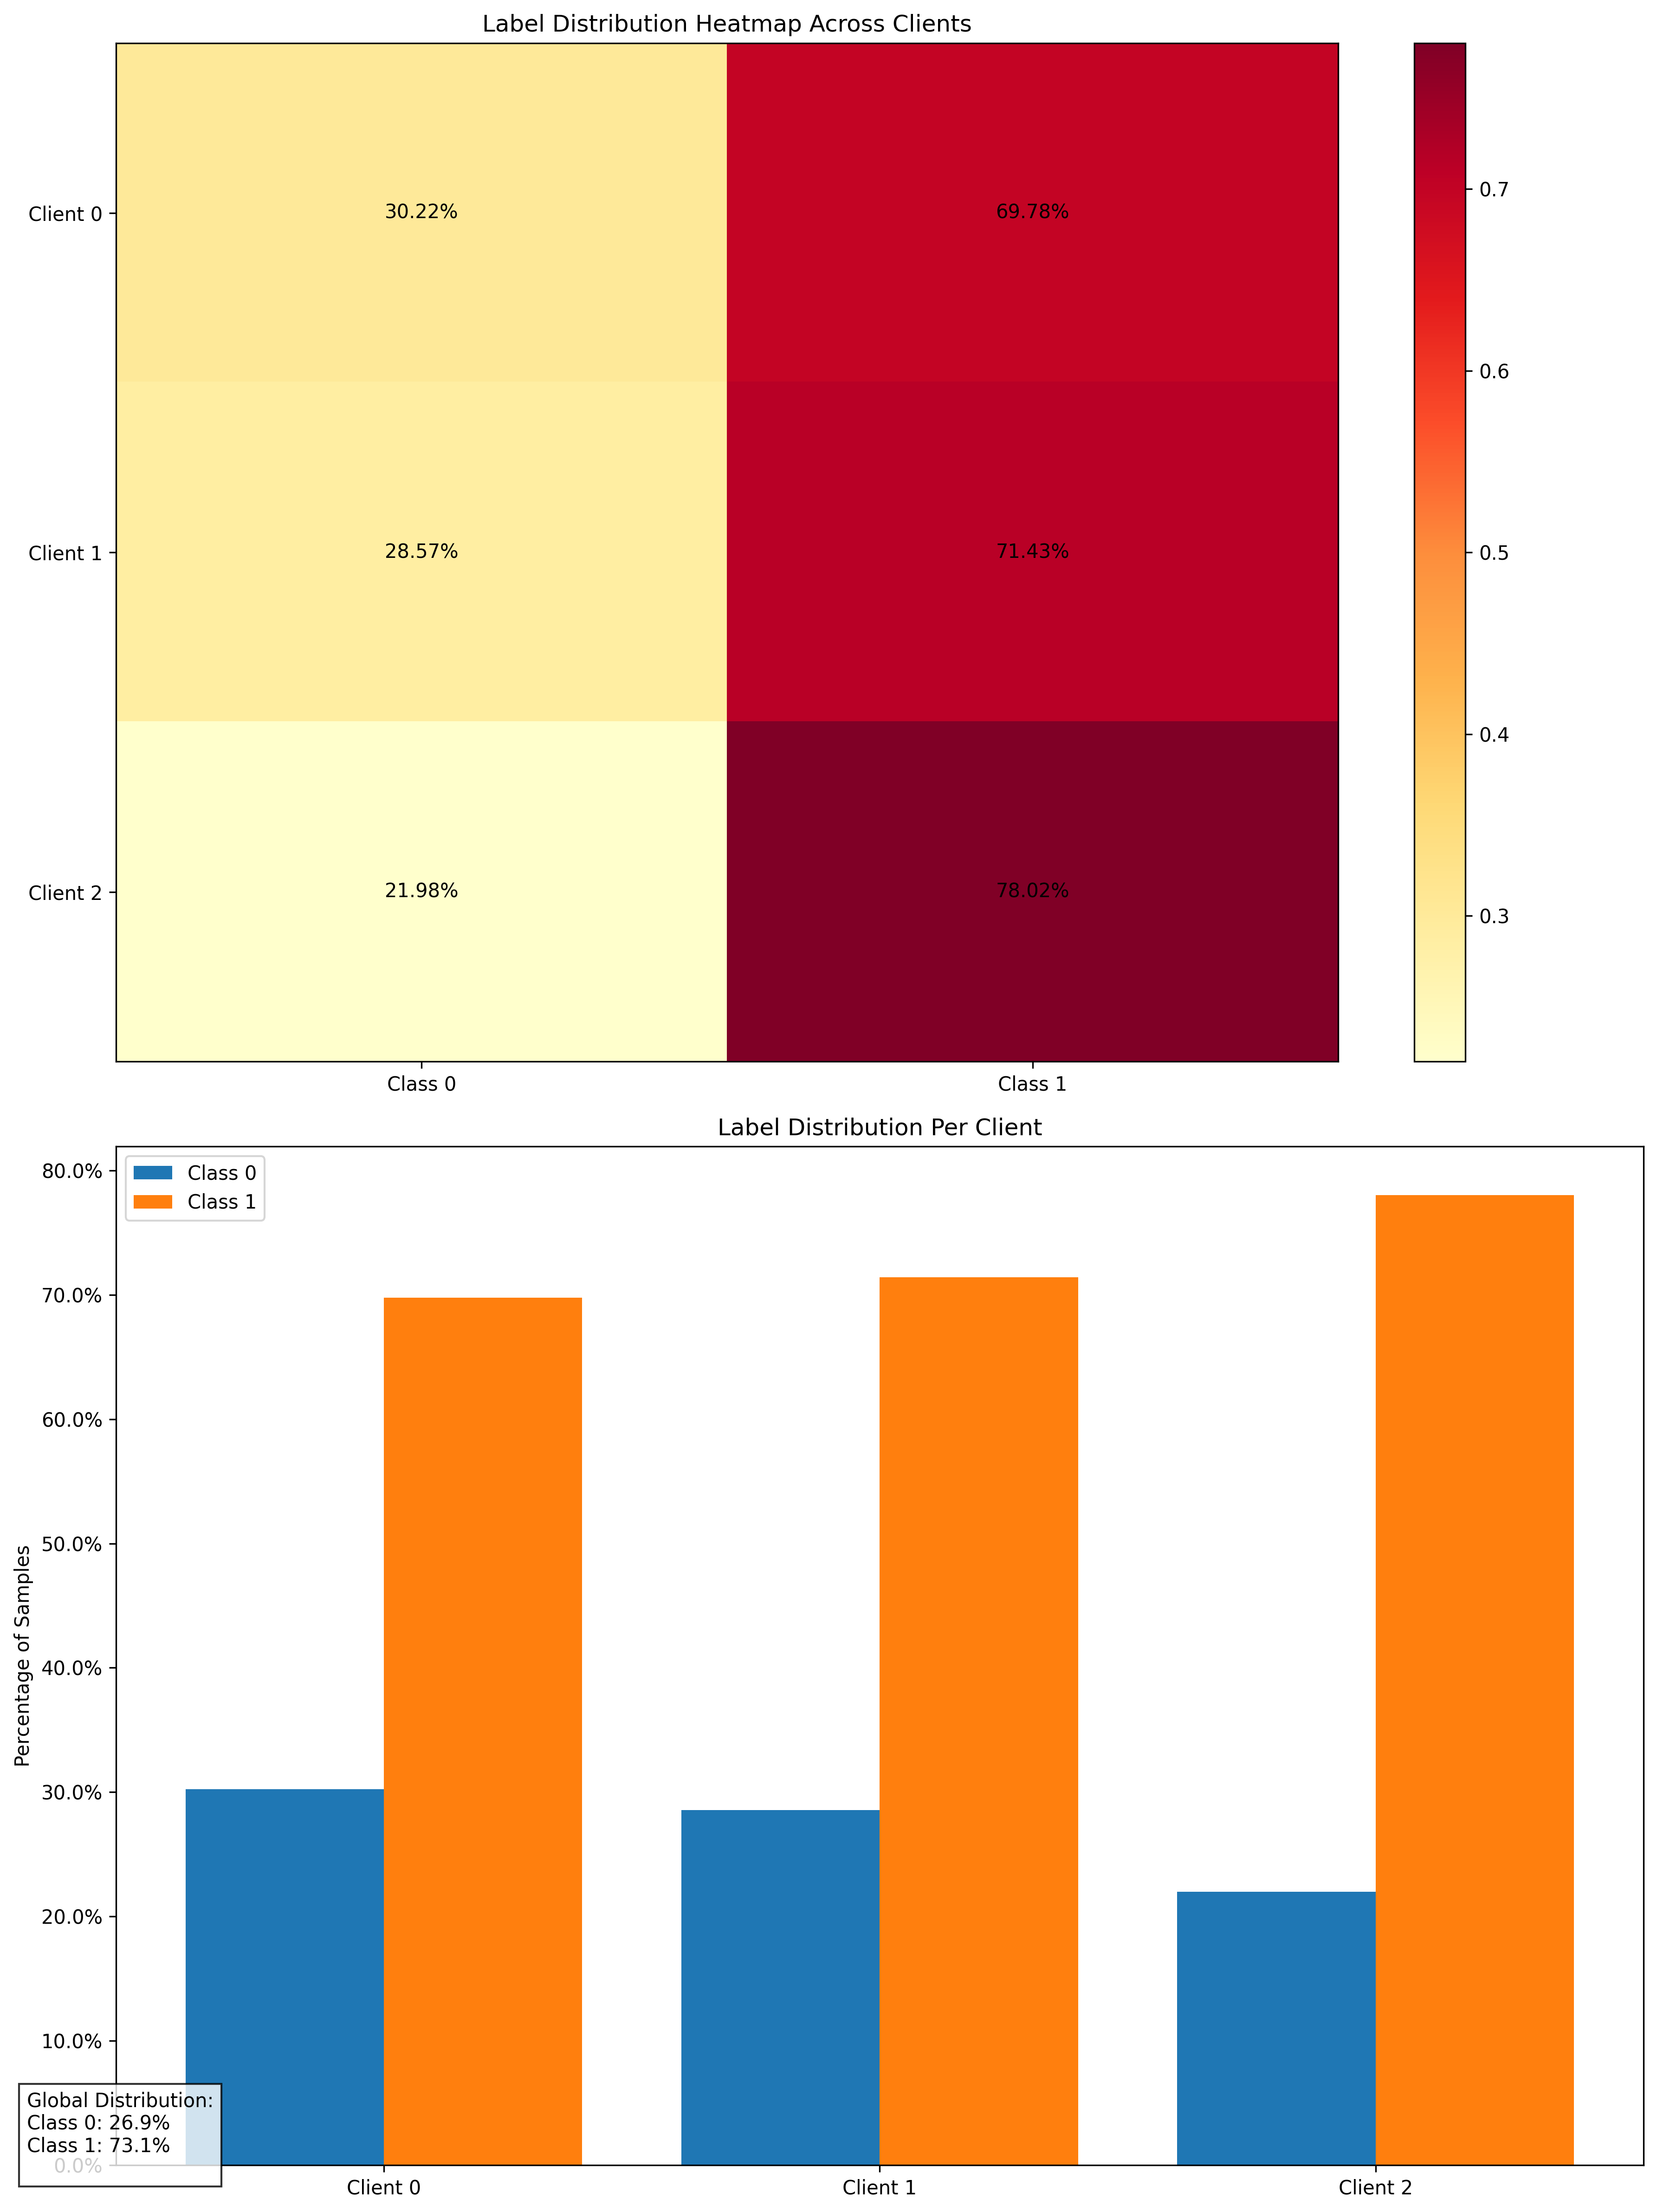 Label Distribution Heatmap Across Clients
Client 0
30.22%
69.78%
0.7
0.6
Client 1
28.57%
71.43%
0.5
0.4
Client 2
21.98%
78.02%
0.3
Class 0
Class 1
Label Distribution Per Client
80.0%
Class 0
Class 1
70.0%
60.0%
50.0%
Percentage of Samples
40.0%
30.0%
20.0%
10.0%
Global Distribution:
Class 0: 26.9%
Class 1: 73.1%
0.0%
Client 0
Client 1
Client 2